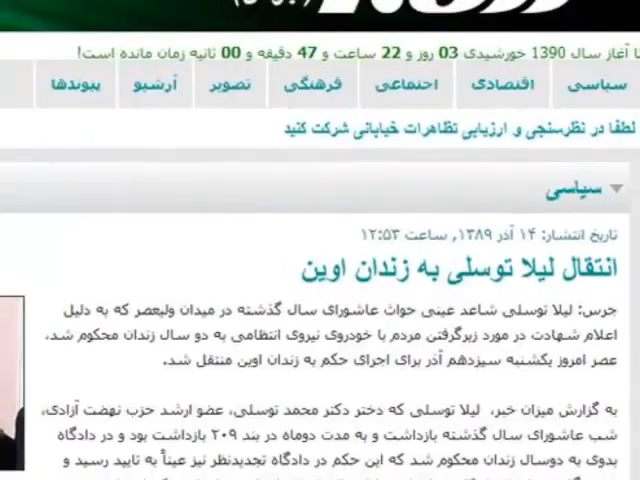 تا آغاز سال 1390 خورشیدی 03 روز و 22 ساعت و 47 دقیقه و 00 ثانیه زمان مانده است!
سیاسی اقتصادی اجتماعی فرهنگی تصویر آرشیو پیوندها
لطفا در نظرسنجی و ارزیابی تظاهرات خیابانی شرکت کنید
سیاسی
تاریخ انتشار: ۱۴ آذر ۱۳۸۹, ساعت ۱۲:۵۳
انتقال لیلا توسلی به زندان اوین
جرس: لیلا توسلی شاعد عینی حوادث عاشورای سال گذشته در میدان ولیعصر که به دلیل
اعلام شهادت در مورد زیرگرفتن مردم با خودروی نیروی انتظامی به دو سال زندان محکوم شد،
عصر امروز یکشنبه سیزدهم آذر برای اجرای حکم به زندان اوین منتقل شد.
به گزارش میزان خبر، لیلا توسلی که دختر دکتر محمد توسلی، عضو ارشد حزب نهضت آزادی،
شب عاشورای سال گذشته بازداشت و به مدت دوماه در بند ۲۰۹ بازداشت بود و در دادگاه
بدوی به دوسال زندان محکوم شد که این حکم در دادگاه تجدیدنظر نیز عیناً به تایید رسید و